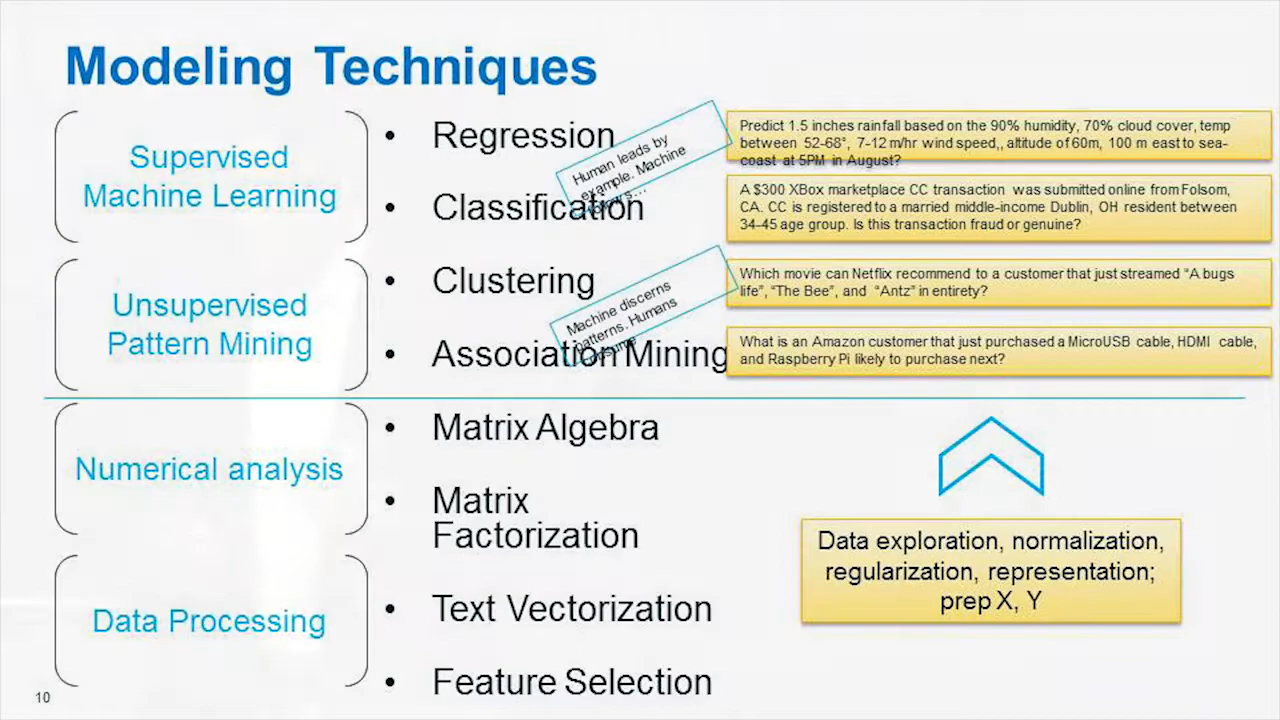 Modeling Techniques
Supervised
Machine Learning
• Regression
• Classification
Human leads by
example. Machine
Predict 1.5 inches rainfall based on the 90% humidity, 70% cloud cover, temp
between 52-68°, 7-12 m/hr wind speed,, altitude of 60m, 100 m east to sea-
coast at 5PM in August?
A $300 XBox marketplace CC transaction was submitted online from Folsom,
CA. CC is registered to a married middle-income Dublin, OH resident between
34-45 age group. Is this transaction fraud or genuine?
Unsupervised
Pattern Mining
• Clustering
• Association Mining
Machine discerns
patterns. Humans
Which movie can Netflix recommend to a customer that just streamed “A bugs
life”, “The Bee”, and “Antz” in entirety?
What is an Amazon customer that just purchased a MicroUSB cable, HDMI cable,
and Raspberry Pi likely to purchase next?
Numerical analysis
• Matrix Algebra
• Matrix
Factorization
Data Processing
• Text Vectorization
• Feature Selection
Data exploration, normalization,
regularization, representation;
prep X, Y
10